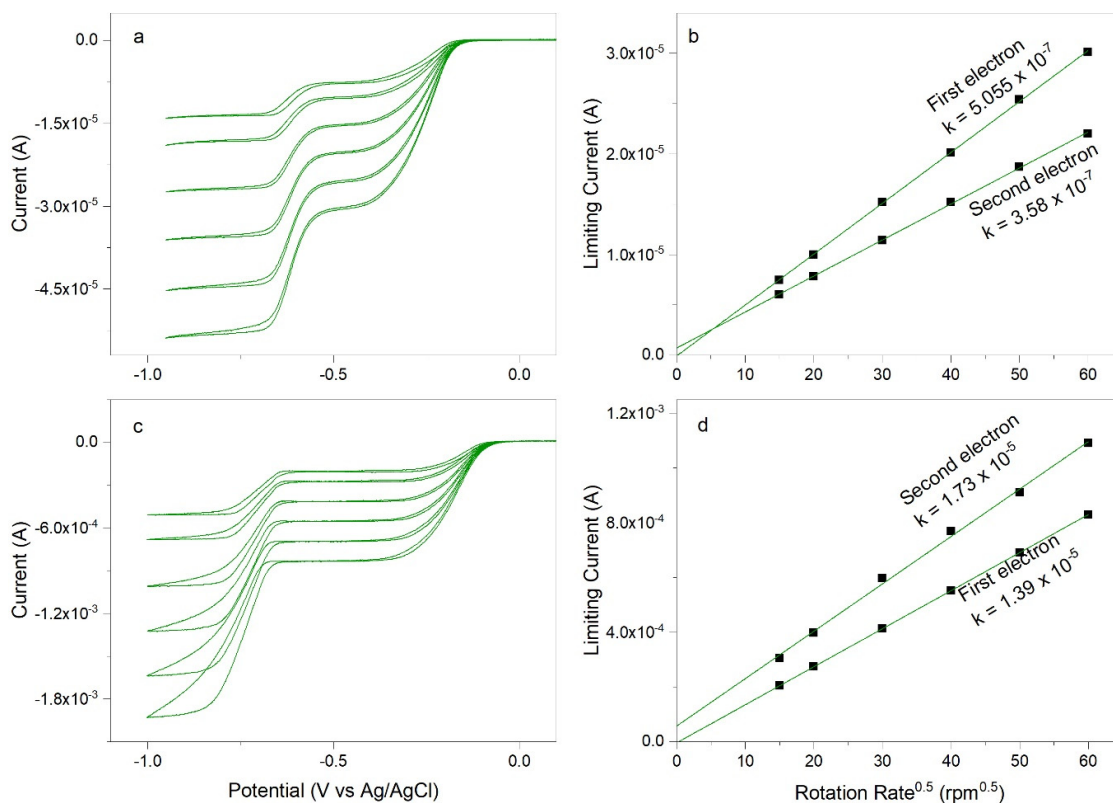 a
0.0
-1.5x10⁻⁵
-3.0x10⁻⁵
-4.5x10⁻⁵
Current (A)
-1.0
-0.5
0.0
b
3.0x10⁻⁵
2.0x10⁻⁵
1.0x10⁻⁵
0.0
Limiting Current (A)
First electron
k = 5.055 x 10⁻⁷
Second electron
k = 3.58 x 10⁻⁷
0
10
20
30
40
50
60
c
0.0
-6.0x10⁻⁴
-1.2x10⁻³
-1.8x10⁻³
Current (A)
-1.0
-0.5
0.0
Potential (V vs Ag/AgCl)
d
1.2x10⁻³
8.0x10⁻⁴
4.0x10⁻⁴
0.0
Limiting Current (A)
Second electron
k = 1.73 x 10⁻⁵
First electron
k = 1.39 x 10⁻⁵
0
10
20
30
40
50
60
Rotation Rate⁰·⁵ (rpm⁰·⁵)